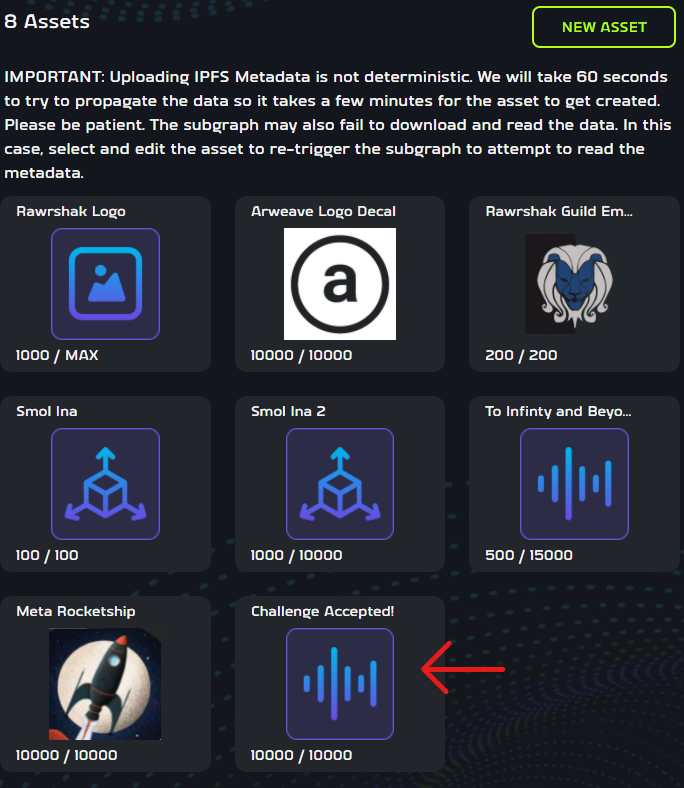 8 Assets
NEW ASSET
IMPORTANT: Uploading IPFS Metadata is not deterministic. We will take 60 seconds
to try to propagate the data so it takes a few minutes for the asset to get created.
Please be patient. The subgraph may also fail to download and read the data. In this
case, select and edit the asset to re-trigger the subgraph to attempt to read the
metadata.
Rawrshak Logo
1000 / MAX
Arweave Logo Decal
a
10000 / 10000
Rawrshak Guild Em...
200 / 200
Smol Ina
100 / 100
Smol Ina 2
1000 / 10000
To Infinty and Beyo...
500 / 15000
Meta Rocketship
10000 / 10000
Challenge Accepted!
10000 / 10000